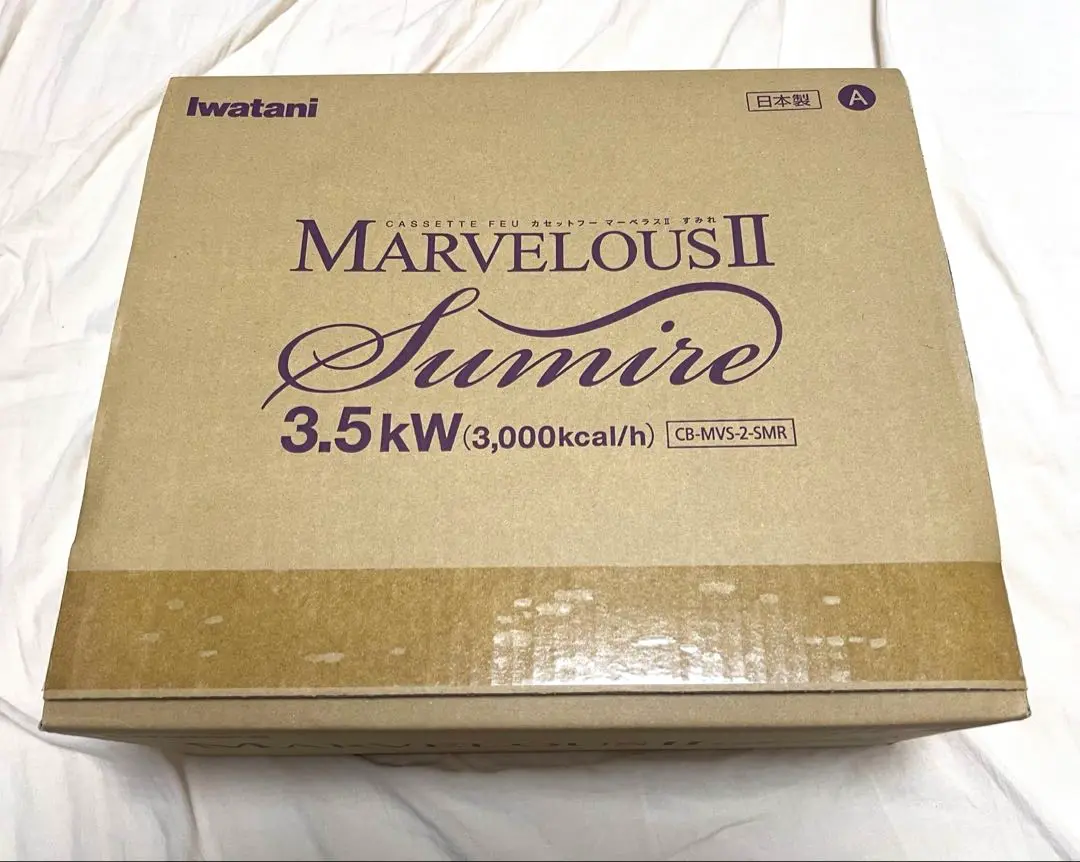 Iwatani
日本製 A
CASSETTE FEU カセットフー マーベラスⅡ すみれ
MARVELOUSⅡ
Sumire
3.5kW(3,000kcal/h) CB-MVS-2-SMR
MARVELOUSⅡ